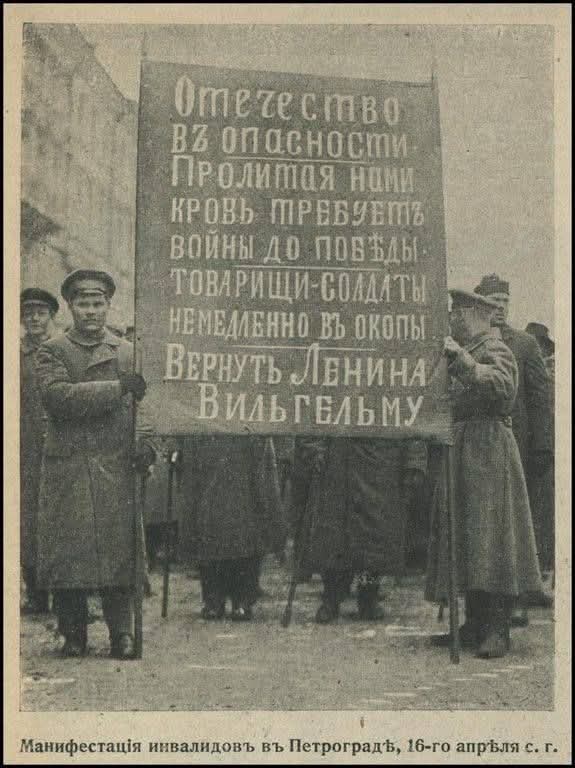 Отечество
въ опасности.
Пролитая нами
кровь требуетъ
войны до победы.
товарищи-солдаты
немедленно въ окопы
Вернуть Ленина
Вильгельму
Манифестація инвалидовъ въ Петроградѣ, 16-го апрѣля с. г.